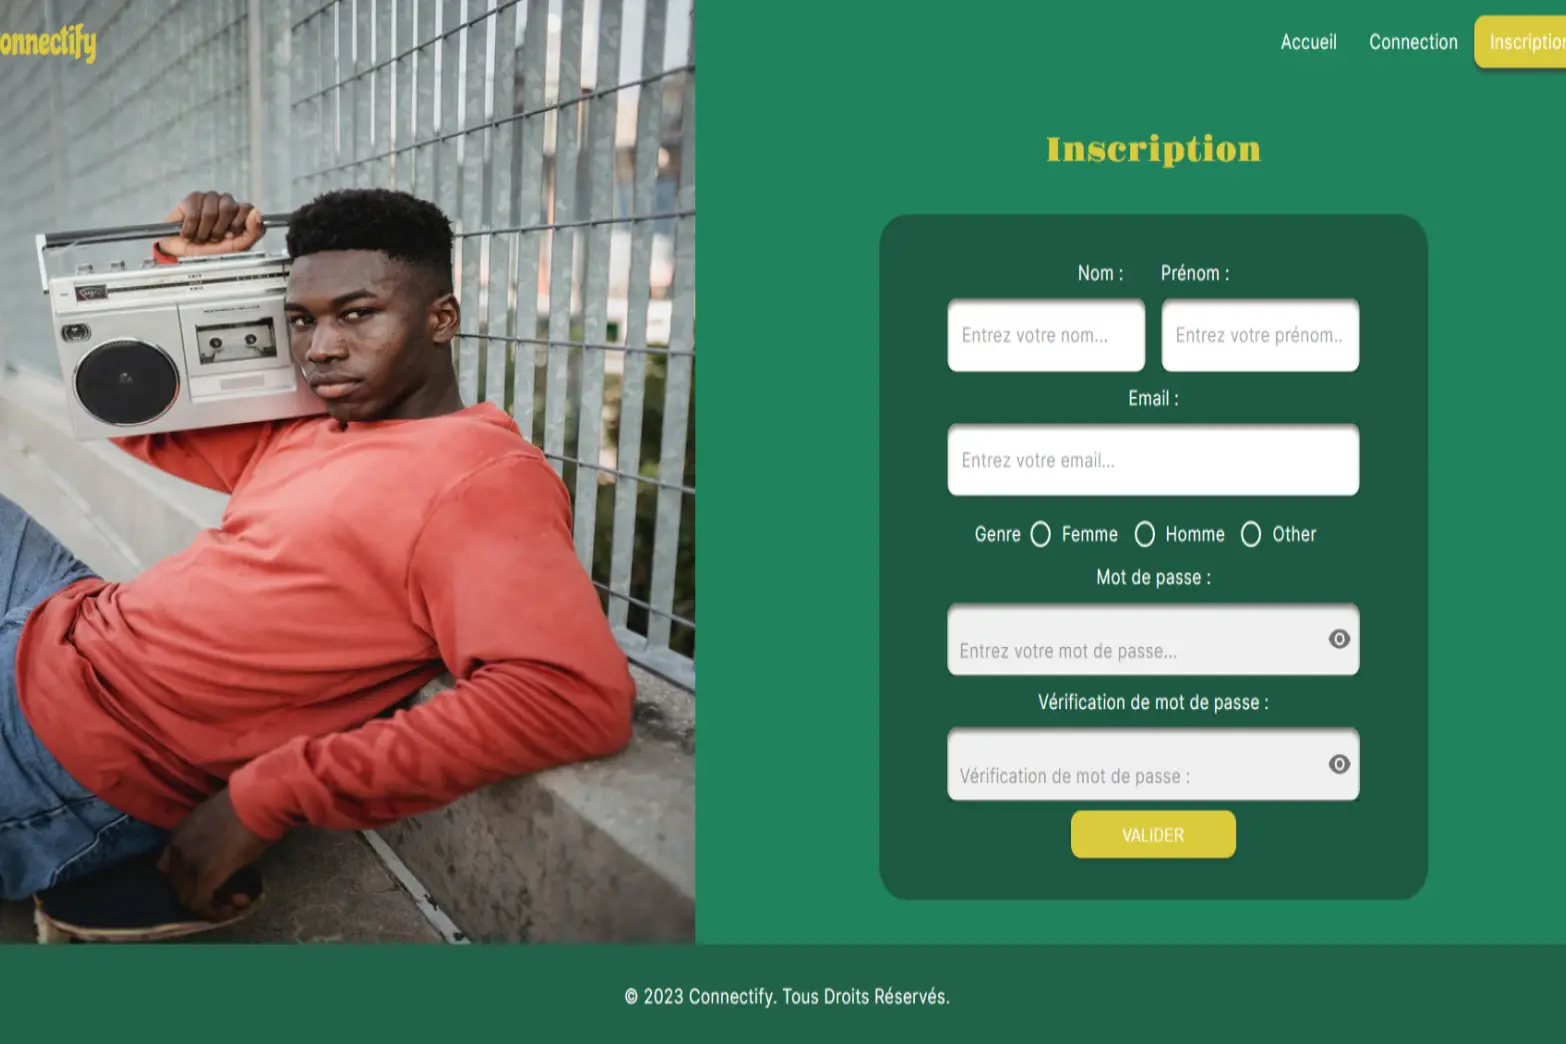 onnectify
Accueil Connection Inscription
Inscription
Nom : Prénom :
Entrez votre nom... Entrez votre prénom..
Email :
Entrez votre email...
Genre Femme Homme Other
Mot de passe :
Entrez votre mot de passe...
Vérification de mot de passe :
Vérification de mot de passe :
VALIDER
© 2023 Connectify. Tous Droits Réservés.